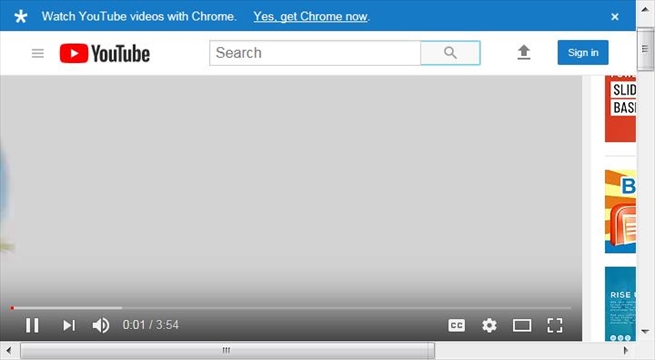 Watch YouTube videos with Chrome. Yes, get Chrome now.
YouTube Search Sign in
SLID
BAS
B
RISE U
0:01 / 3:54 CC